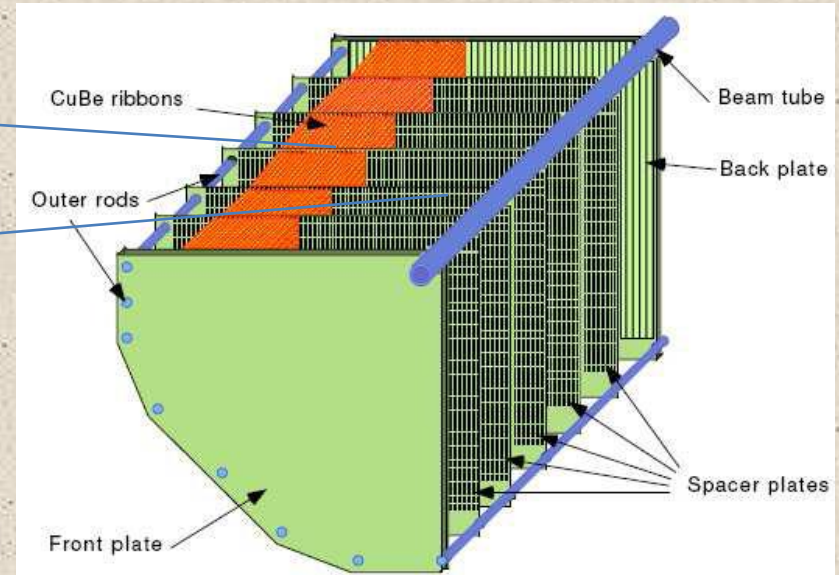 CuBe ribbons
Beam tube
Back plate
Outer rods
Spacer plates
Front plate